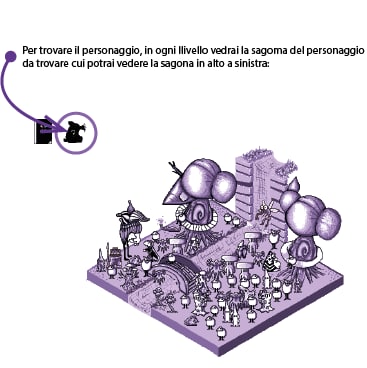 Per trovare il personaggio, in ogni llivello vedrai la sagoma del personaggio
da trovare cui potrai vedere la sagona in alto a sinistra: